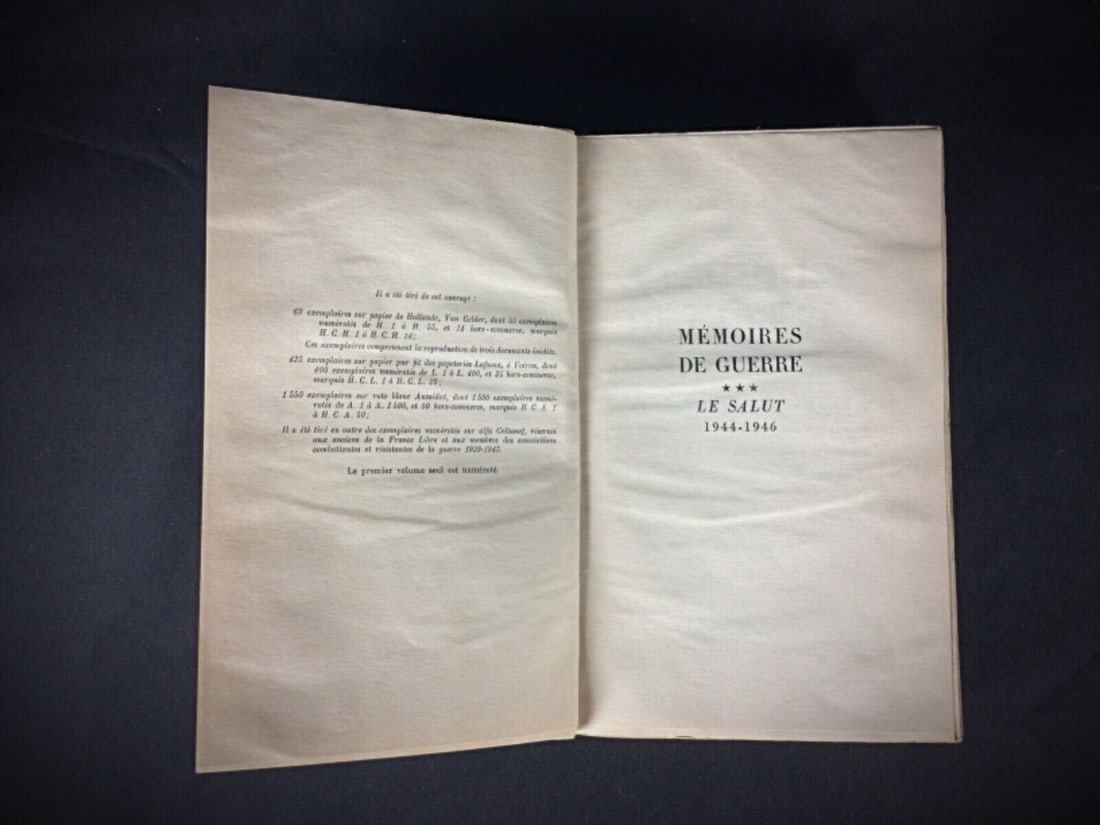 Il a été tiré de cet ouvrage :
69 exemplaires sur papier de Hollande, Van Gelder, dont 55 exemplaires
numérotés de H. 1 à H. 55, et 14 hors-commerce, marqués
H. C. H. 1 à H. C. H. 14;
Ces exemplaires comprennent la reproduction de trois documents inédits.
425 exemplaires sur papier pur fil des papeteries Lafuma, à Voiron, dont
400 exemplaires numérotés de L. 1 à L. 400, et 25 hors-commerce,
marqués H. C. L. 1 à H. C. L. 25;
1 550 exemplaires sur roto blanc Aussédat, dont 1 500 exemplaires numé-
rotés de A. 1 à A. 1 500, et 50 hors-commerce, marqués H C A 1
à H. C. A. 50;
Il a été tiré en outre des exemplaires numérotés sur alfa Cellunaf, réservés
aux anciens de la France Libre et aux membres des associations
combattantes et résistantes de la guerre 1939-1945.
Le premier volume seul est numéroté.
MÉMOIRES
DE GUERRE
★★★
LE SALUT
1944-1946